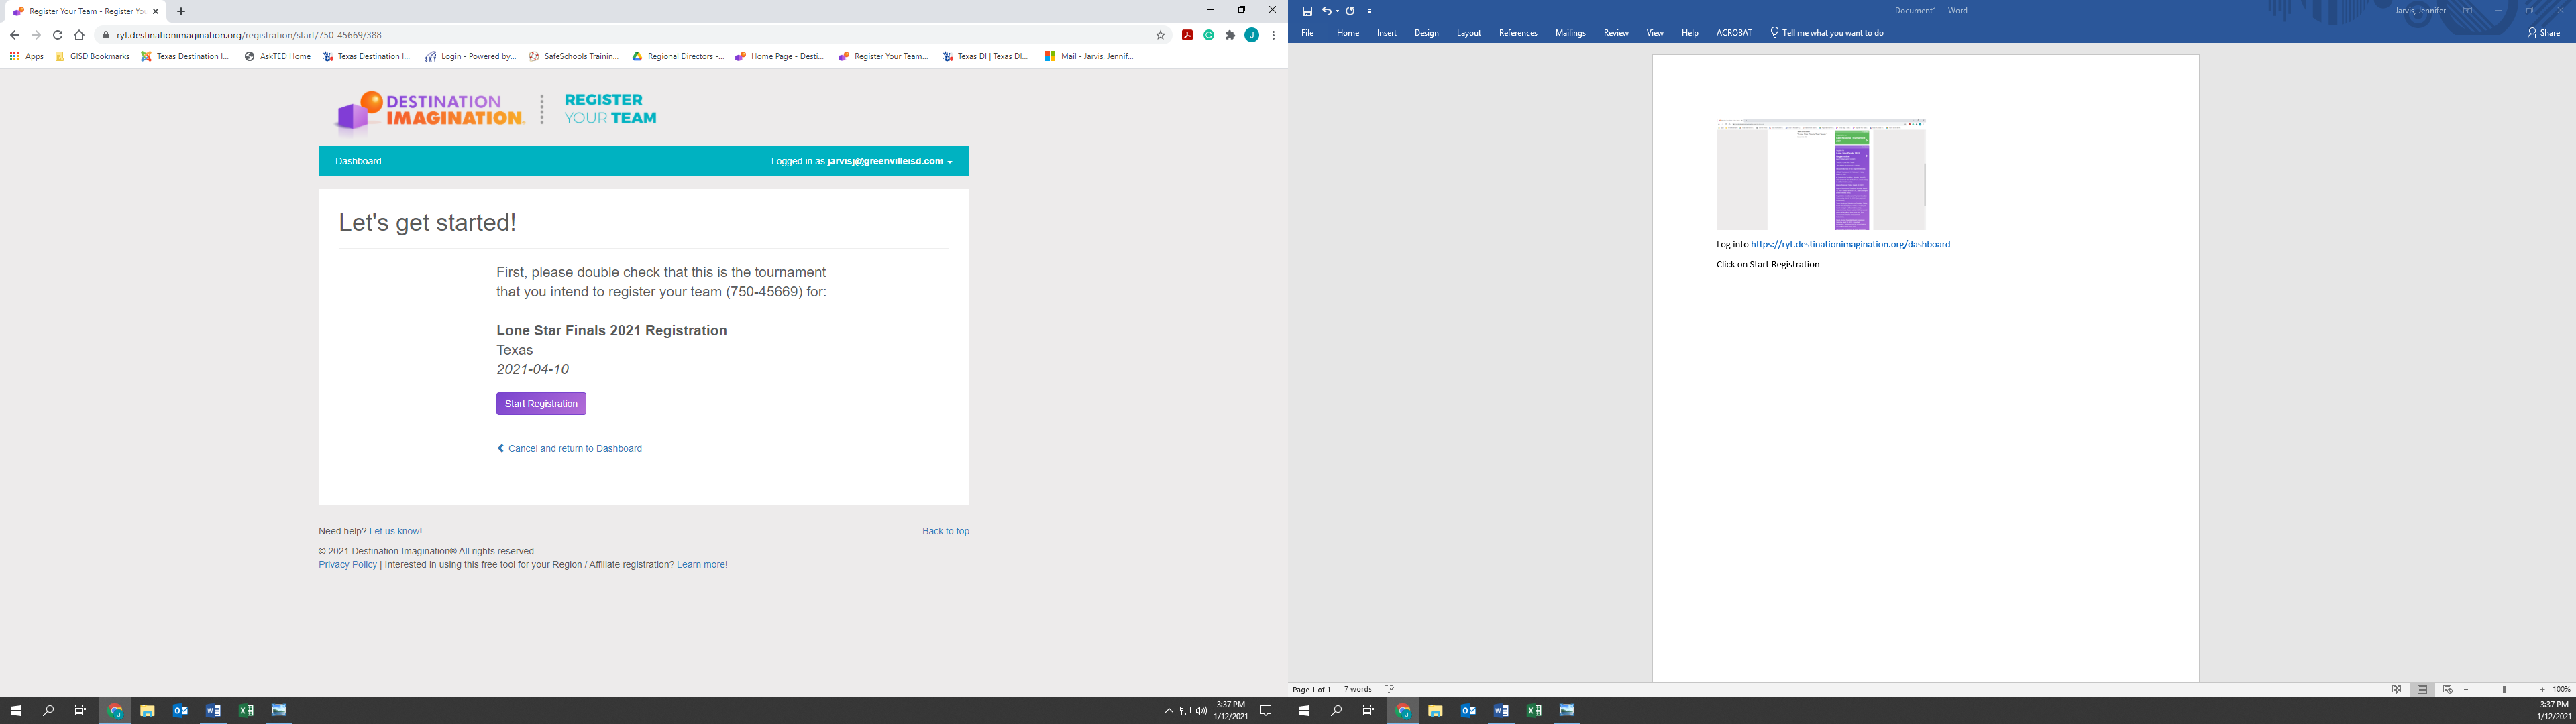 Register Your Team - Register Yo
ryt.destinationimagination.org/registration/start/750-45669/388
Apps GISD Bookmarks Texas Destination I... AskTED Home Texas Destination I... Login - Powered by... SafeSchools Trainin... Regional Directors -... Home Page - Desti... Register Your Team... Texas DI | Texas DI... Mail - Jarvis, Jennif...
DESTINATION
IMAGINATION
REGISTER
YOUR TEAM
Dashboard
Logged in as jarvisj@greenvilleisd.com
Let's get started!
First, please double check that this is the tournament
that you intend to register your team (750-45669) for:
Lone Star Finals 2021 Registration
Texas
2021-04-10
Start Registration
Cancel and return to Dashboard
Need help? Let us know!
Back to top
© 2021 Destination Imagination® All rights reserved.
Privacy Policy | Interested in using this free tool for your Region / Affiliate registration? Learn more!
3:37 PM
1/12/2021
Document1 - Word
Jarvis, Jennifer
File Home Insert Design Layout References Mailings Review View Help ACROBAT Tell me what you want to do
Share
Log into https://ryt.destinationimagination.org/dashboard
Click on Start Registration
Page 1 of 1 7 words
100%
3:37 PM
1/12/2021